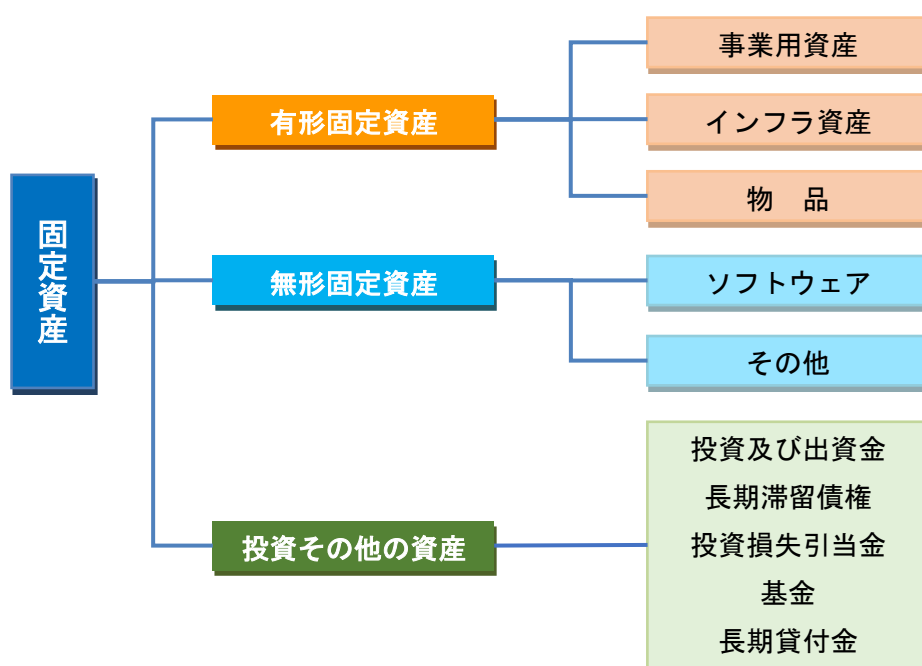 固定資産
有形固定資産
事業用資産
インフラ資産
物　品
無形固定資産
ソフトウェア
その他
投資その他の資産
投資及び出資金
長期滞留債権
投資損失引当金
基金
長期貸付金